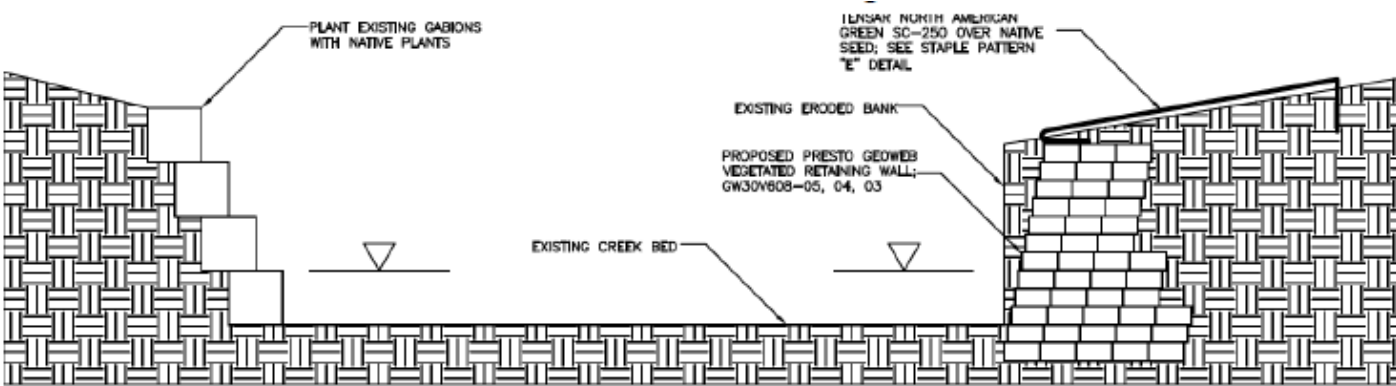 PLANT EXISTING GABIONS
WITH NATIVE PLANTS
TENSAR NORTH AMERICAN
GREEN SC-250 OVER NATIVE
SEED; SEE STAPLE PATTERN
"E" DETAIL
EXISTING ERODED BANK
PROPOSED PRESTO GEOWEB
VEGETATED RETAINING WALL;
GW30V608-05, 04, 03
EXISTING CREEK BED